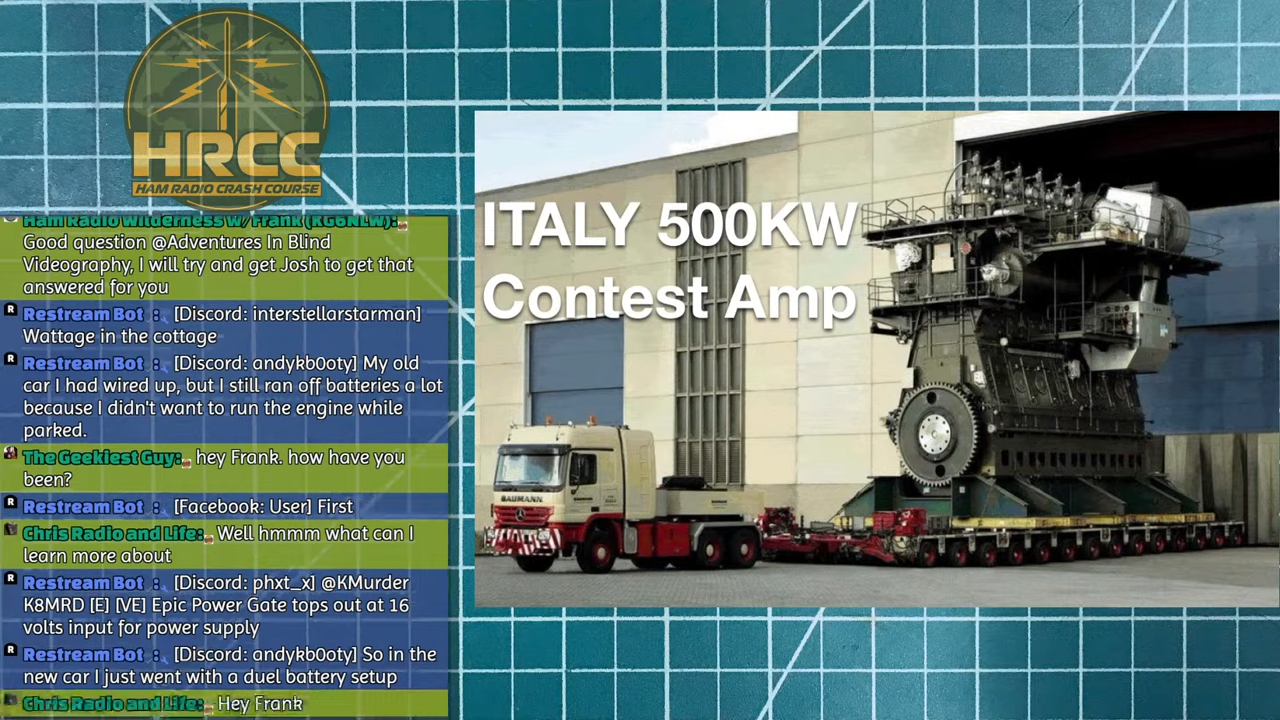 HRCC
HAM RADIO CRASH COURSE
Ham Radio Wilderness w/ Frank (KG6NLW):
Good question @Adventures In Blind
Videography, I will try and get Josh to get that
answered for you
R Restream Bot : [Discord: interstellarstarman]
Wattage in the cottage
R Restream Bot : [Discord: andykb0oty] My old
car I had wired up, but I still ran off batteries a lot
because I didn't want to run the engine while
parked.
The Geekiest Guy: hey Frank. how have you
been?
R Restream Bot : [Facebook: User] First
Chris Radio and Life: Well hmmm what can I
learn more about
R Restream Bot : [Discord: phxt_x] @KMurder
K8MRD [E] [VE] Epic Power Gate tops out at 16
volts input for power supply
R Restream Bot : [Discord: andykb0oty] So in the
new car I just went with a duel battery setup
Chris Radio and Life: Hey Frank
ITALY 500KW
Contest Amp
BAUMANN